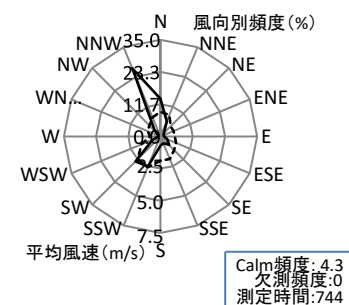 N 風向別頻度(%)
35.0
NNW NNE
NW 23.3 NE
WN... 11.7 ENE
W 0.0 E
WSW 2.5 ESE
SW 5.0 SE
SSW SSE
7.5
平均風速(m/s) S
Calm頻度: 4.3
欠測頻度:0
測定時間:744